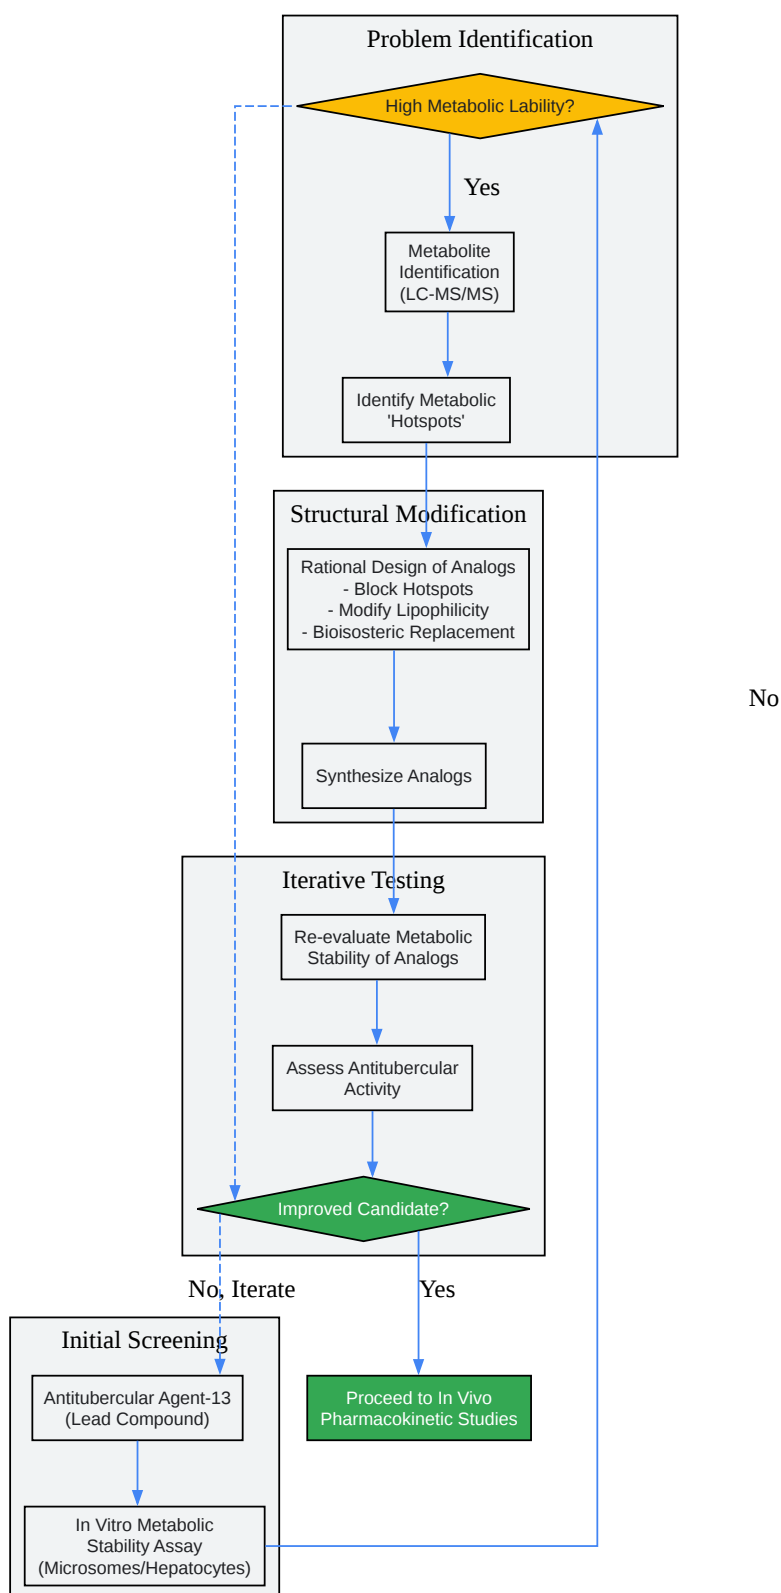 Problem Identification
High Metabolic Lability?
Yes
Metabolite
Identification
(LC-MS/MS)
Identify Metabolic
'Hotspots'
Structural Modification
Rational Design of Analogs
- Block Hotspots
- Modify Lipophilicity
- Bioisosteric Replacement
No
Synthesize Analogs
Iterative Testing
Re-evaluate Metabolic
Stability of Analogs
Assess Antitubercular
Activity
Improved Candidate?
No, Iterate
Yes
Initial Screening
Antitubercular Agent-13
(Lead Compound)
Proceed to In Vivo
Pharmacokinetic Studies
In Vitro Metabolic
Stability Assay
(Microsomes/Hepatocytes)